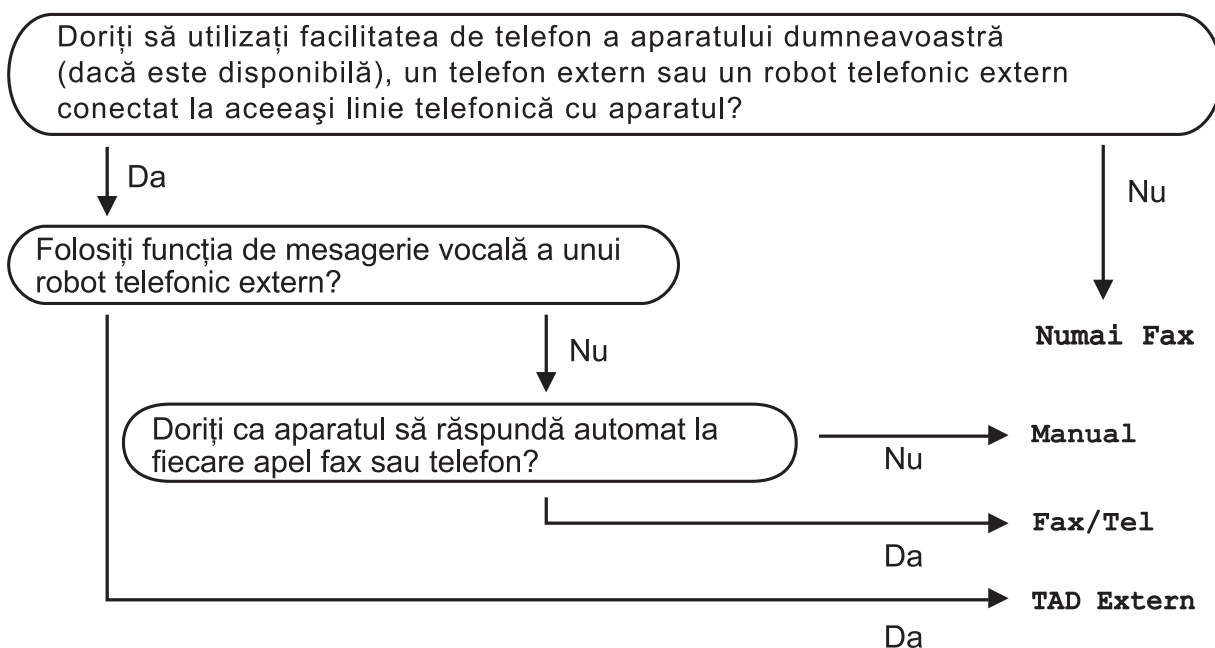 Doriți să utilizați facilitatea de telefon a aparatului dumneavoastră
(dacă este disponibilă), un telefon extern sau un robot telefonic extern
conectat la aceeaşi linie telefonică cu aparatul?
Da
Nu
Folosiți funcția de mesagerie vocală a unui
robot telefonic extern?
Numai Fax
Nu
Doriți ca aparatul să răspundă automat la
fiecare apel fax sau telefon?
Manual
Nu
Fax/Tel
Da
TAD Extern
Da